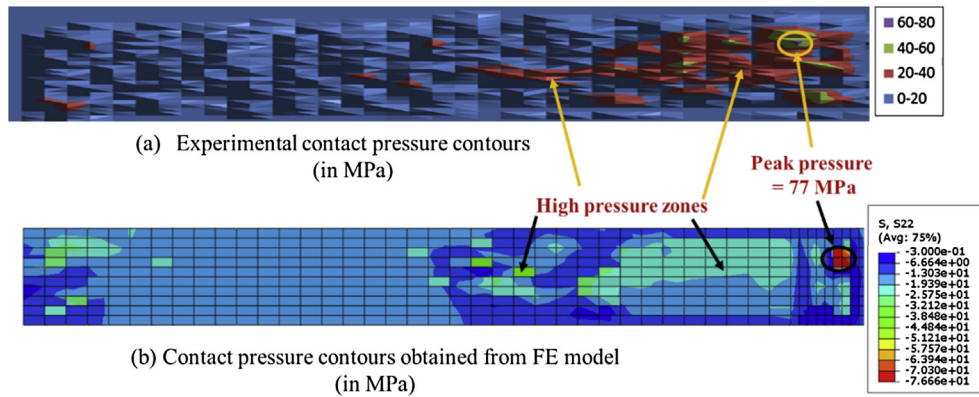 60-80
40-60
20-40
0-20
(a) Experimental contact pressure contours
(in MPa)
Peak pressure
= 77 MPa
High pressure zones
S, S22
(Avg: 75%)
-3.000e-01
-6.664e+00
-1.303e+01
-1.939e+01
-2.575e+01
-3.212e+01
-3.848e+01
-4.484e+01
-5.121e+01
-5.757e+01
-6.394e+01
-7.030e+01
-7.666e+01
(b) Contact pressure contours obtained from FE model
(in MPa)